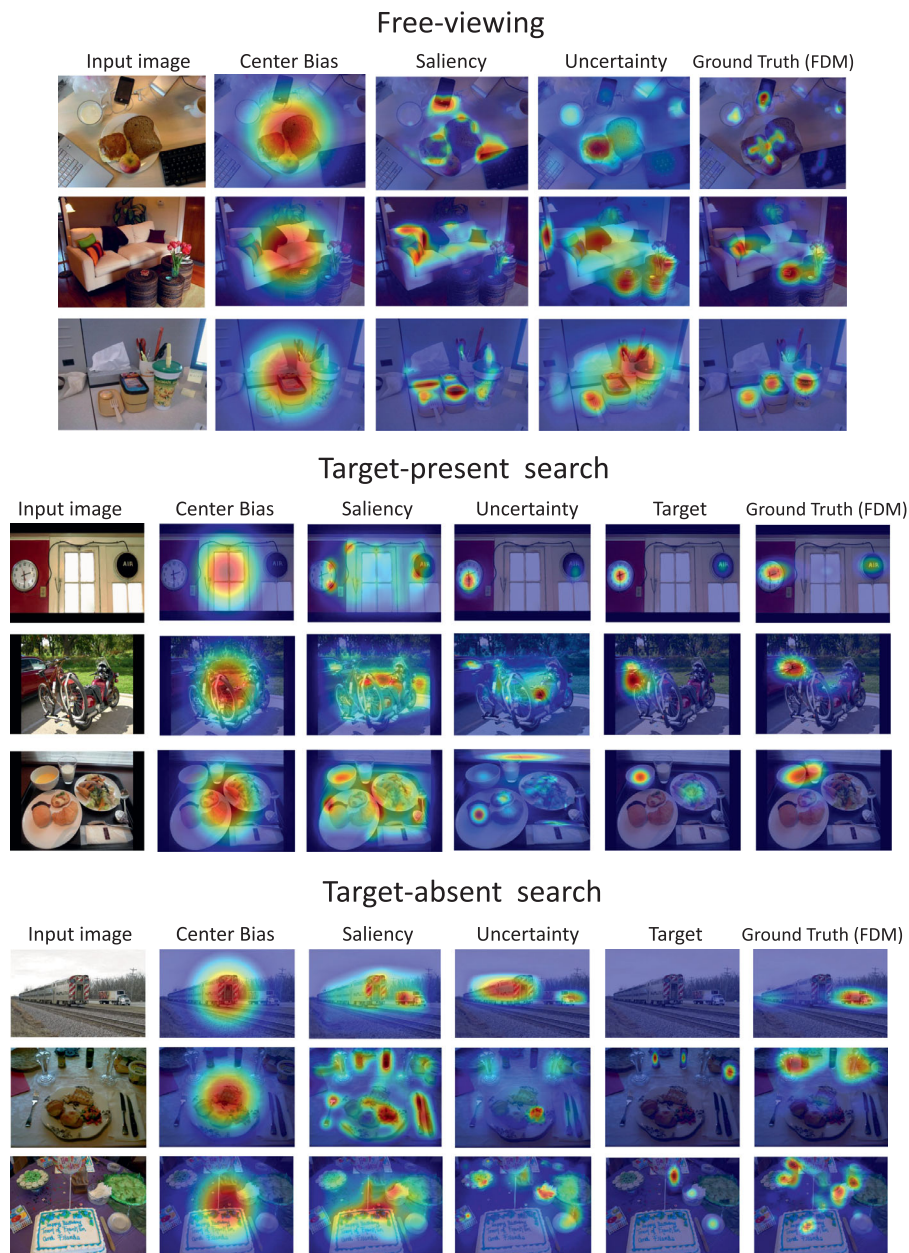 Free-viewing
Input image Center Bias Saliency Uncertainty Ground Truth (FDM)
Target-present search
Input image Center Bias Saliency Uncertainty Target Ground Truth (FDM)
AIR
AIR
Target-absent search
Input image Center Bias Saliency Uncertainty Target Ground Truth (FDM)